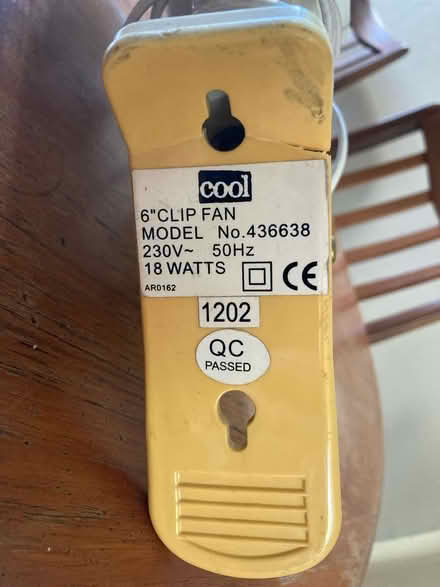 cool
6"CLIP FAN
MODEL No.436638
230V~ 50Hz
18 WATTS
CE
AR0162
1202
QC
PASSED